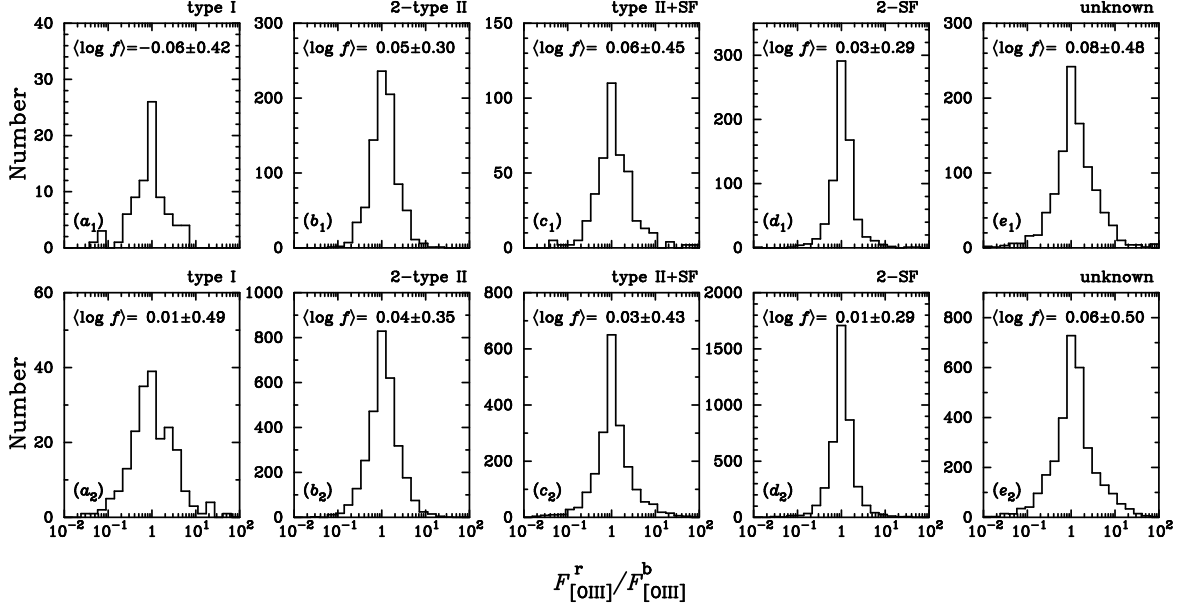 type I 2–type II type II+SF 2–SF unknown
40 300 150 300 300
⟨log f⟩=−0.06±0.42 ⟨log f⟩= 0.05±0.30 ⟨log f⟩= 0.06±0.45 ⟨log f⟩= 0.03±0.29 ⟨log f⟩= 0.08±0.48
30 200 100 200 200
20
Number
10 100 50 100 100
(a₁) (b₁) (c₁) (d₁) (e₁)
0 0 0 0 0
type I 2–type II type II+SF 2–SF unknown
60 1000 800 2000
⟨log f⟩= 0.01±0.49 ⟨log f⟩= 0.04±0.35 ⟨log f⟩= 0.03±0.43 ⟨log f⟩= 0.01±0.29 ⟨log f⟩= 0.06±0.50
800 600 1500 800
40 600 400 1000 600
Number
20 400 200 500 400
200 200
(a₂) (b₂) (c₂) (d₂) (e₂)
0 0 0 0 0
10⁻² 10⁻¹ 1 10 10² 10⁻² 10⁻¹ 1 10 10² 10⁻² 10⁻¹ 1 10 10² 10⁻² 10⁻¹ 1 10 10² 10⁻² 10⁻¹ 1 10 10²
F^r_[OIII]/F^b_[OIII]